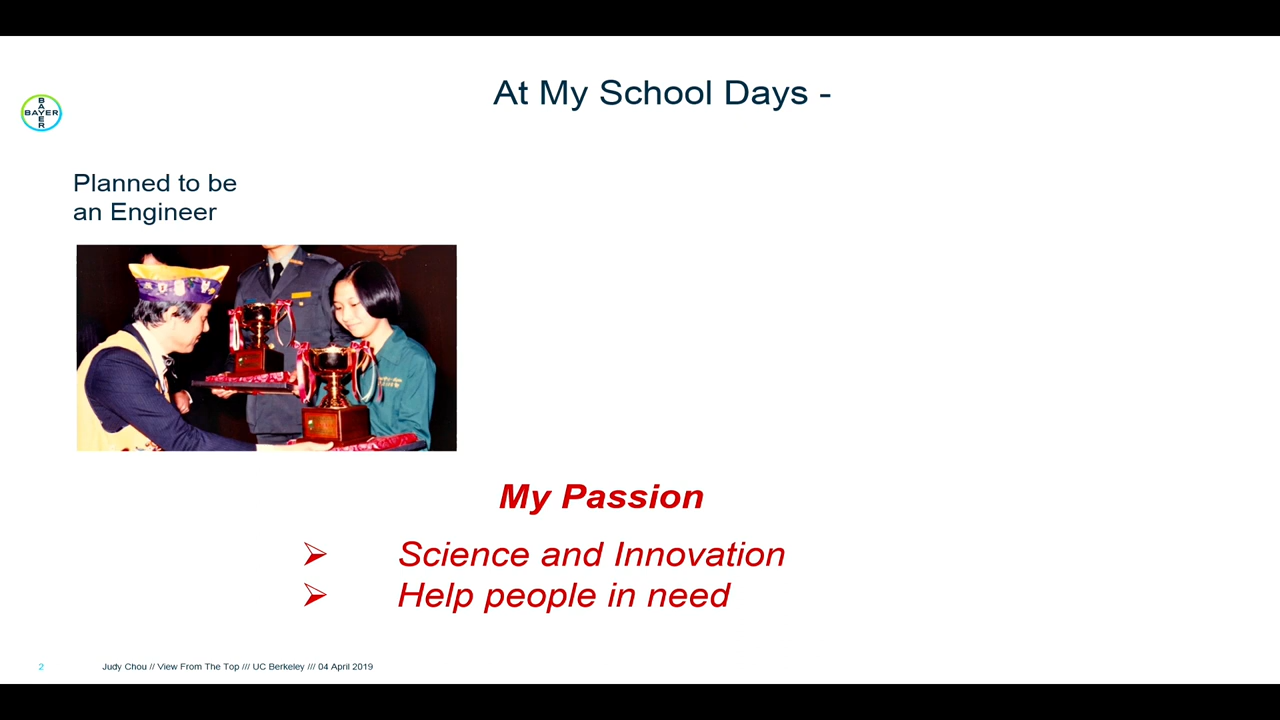 At My School Days -
BAYER
BAYER
Planned to be
an Engineer
My Passion
➢ Science and Innovation
➢ Help people in need
2 Judy Chou // View From The Top /// UC Berkeley /// 04 April 2019